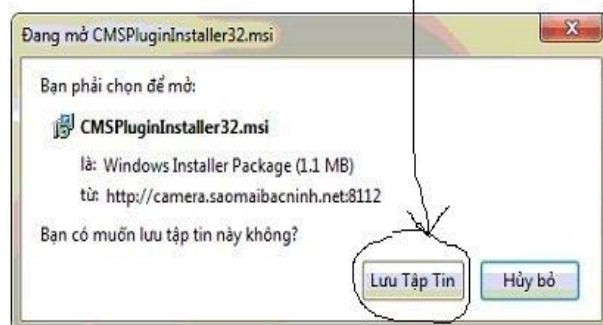 Đang mở CMSPluginInstaller32.msi
Bạn phải chọn để mở:
CMSPluginInstaller32.msi
là: Windows Installer Package (1.1 MB)
từ: http://camera.saomaibacninh.net:8112
Bạn có muốn lưu tập tin này không?
Lưu Tập Tin Hủy bỏ